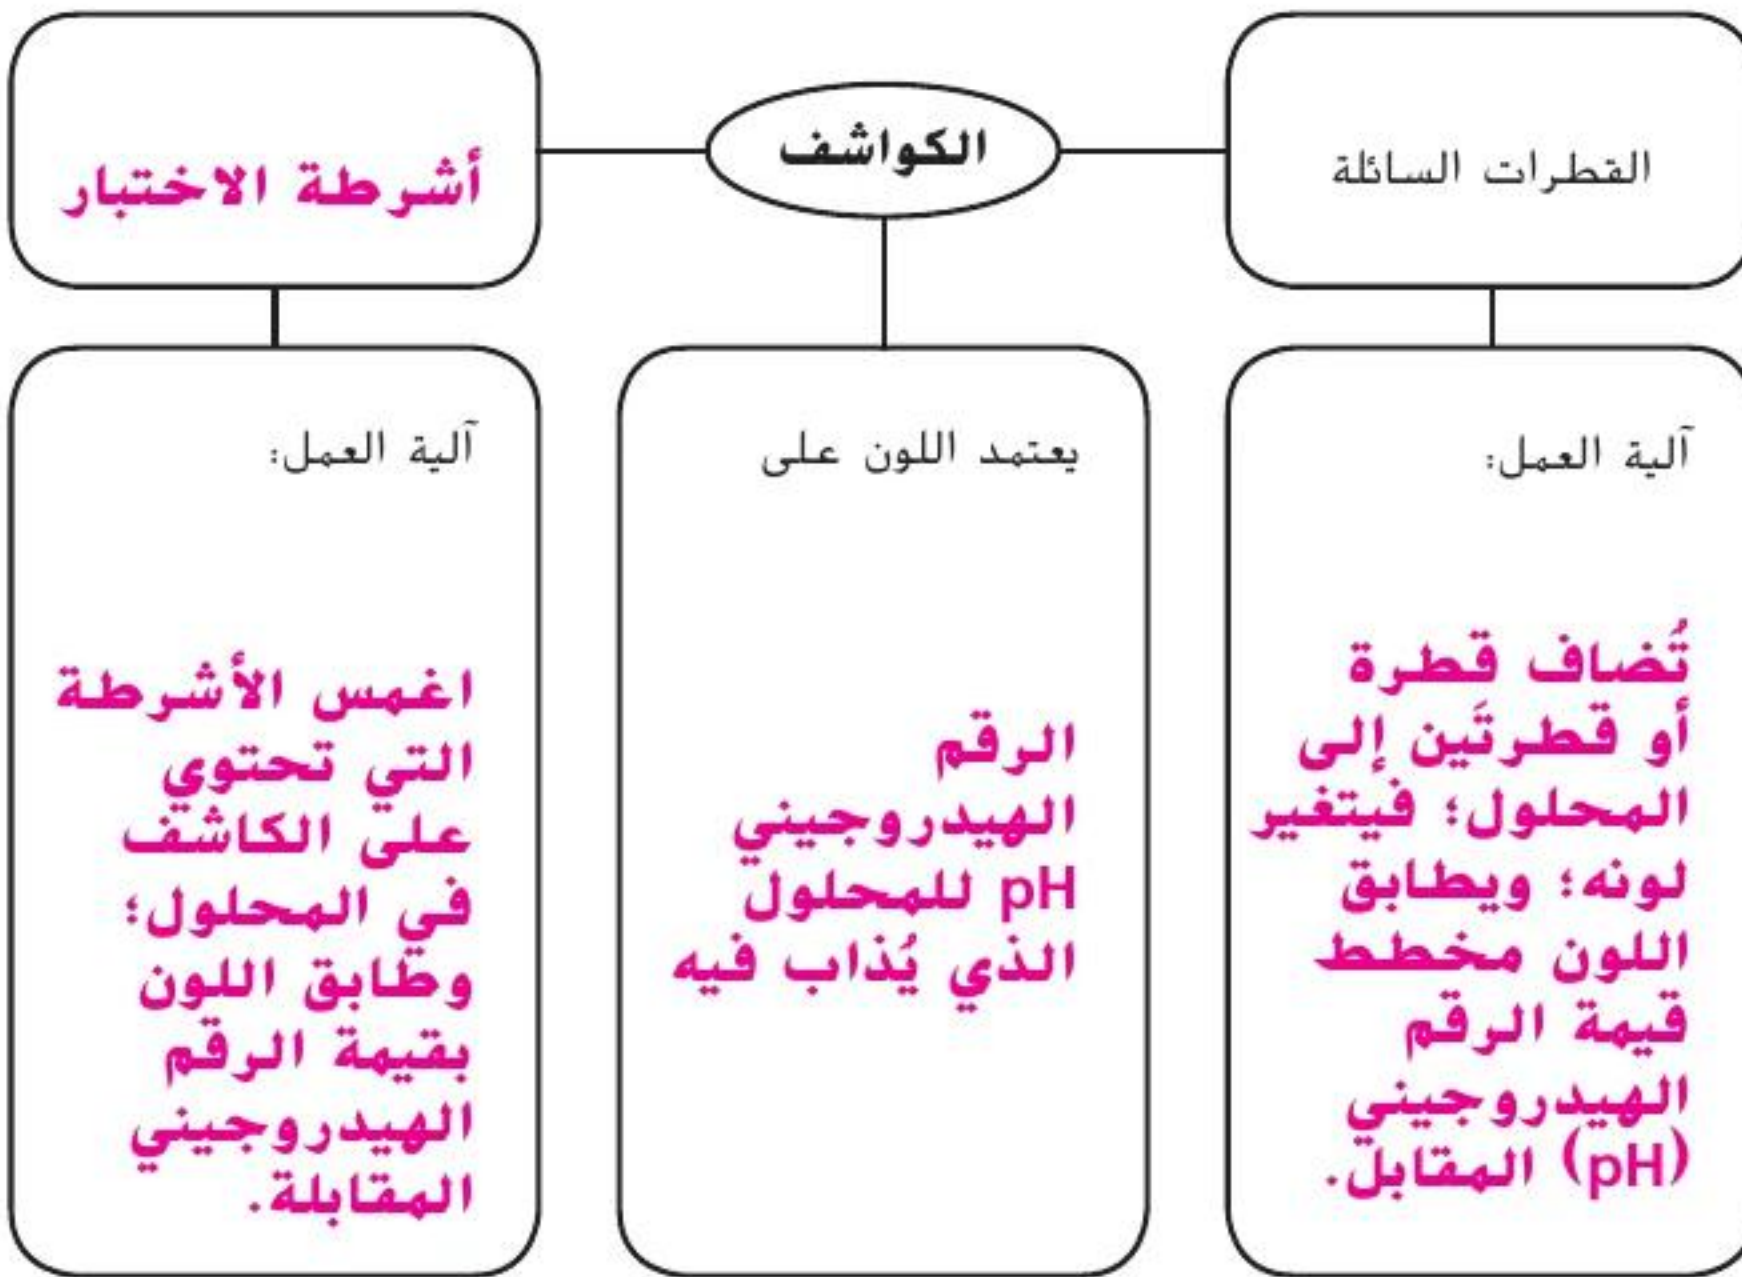 الكواشف
القطرات السائلة
آلية العمل:
تُضاف قطرة
أو قطرتَين إلى
المحلول؛ فيتغير
لونه؛ ويطابق
اللون مخطط
قيمة الرقم
الهيدروجيني
(pH) المقابل.
يعتمد اللون على
الرقم
الهيدروجيني
pH للمحلول
الذي يُذاب فيه
أشرطة الاختبار
آلية العمل:
اغمس الأشرطة
التي تحتوي
على الكاشف
في المحلول؛
وطابق اللون
بقيمة الرقم
الهيدروجيني
المقابلة.